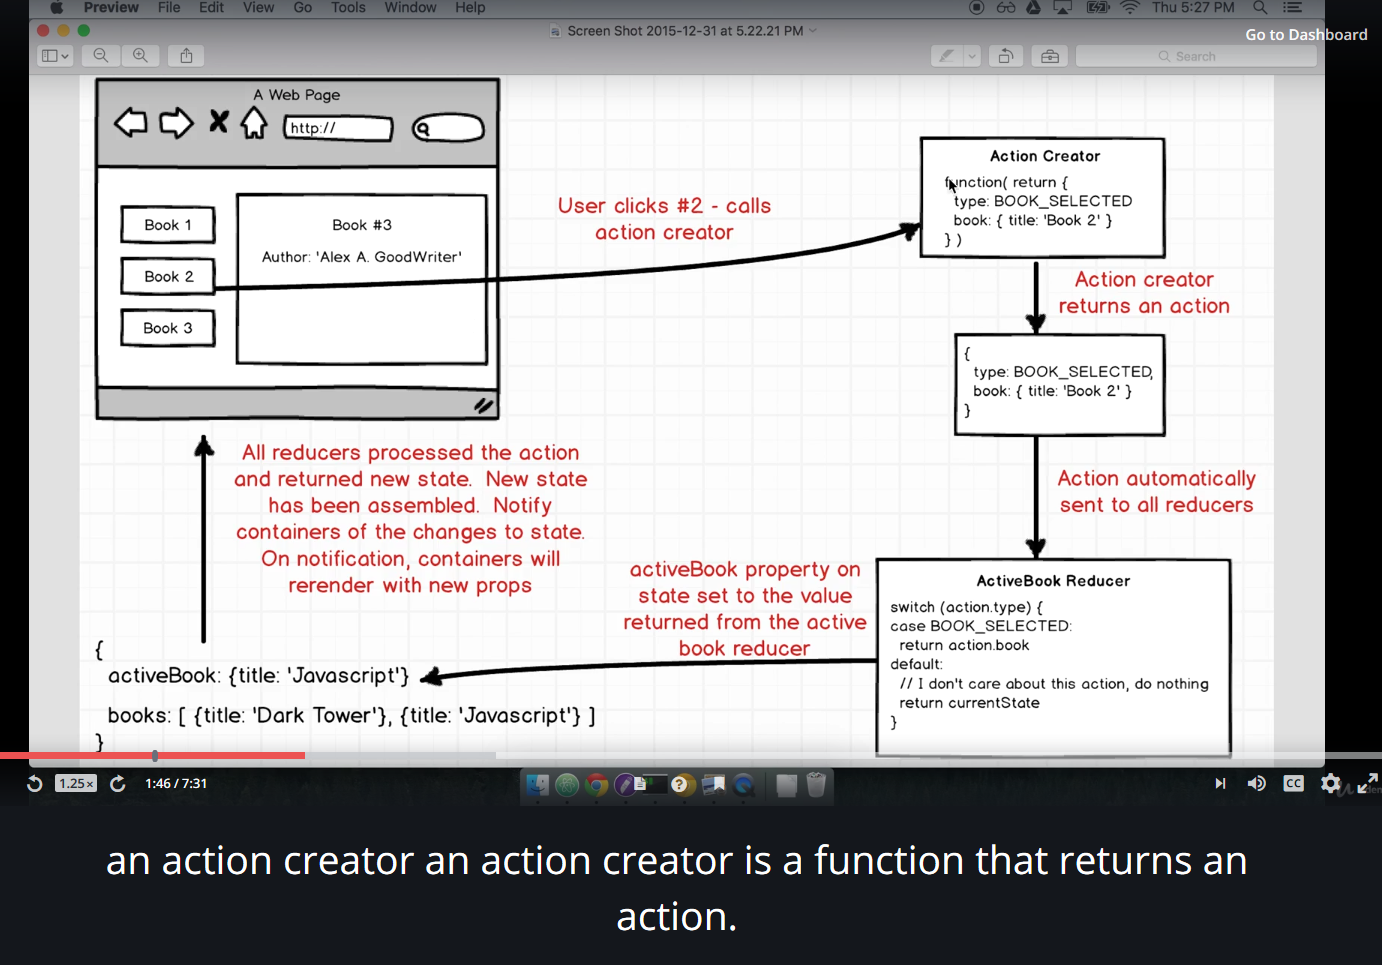 Preview File Edit View Go Tools Window Help Thu 5:27 PM
Screen Shot 2015-12-31 at 5.22.21 PM
Go to Dashboard
Search
A Web Page
http://
Book 1
Book 2
Book 3
Book #3
Author: 'Alex A. GoodWriter'
User clicks #2 - calls
action creator
Action Creator
function( return {
type: BOOK_SELECTED
book: { title: 'Book 2' }
} )
Action creator
returns an action
{
type: BOOK_SELECTED,
book: { title: 'Book 2' }
}
Action automatically
sent to all reducers
ActiveBook Reducer
switch (action.type) {
case BOOK_SELECTED:
return action.book
default:
// I don't care about this action, do nothing
return currentState
}
activeBook property on
state set to the value
returned from the active
book reducer
All reducers processed the action
and returned new state. New state
has been assembled. Notify
containers of the changes to state.
On notification, containers will
rerender with new props
{
activeBook: {title: 'Javascript'}
books: [ {title: 'Dark Tower'}, {title: 'Javascript'} ]
}
1.25x
1:46 / 7:31
CC
an action creator an action creator is a function that returns an
action.